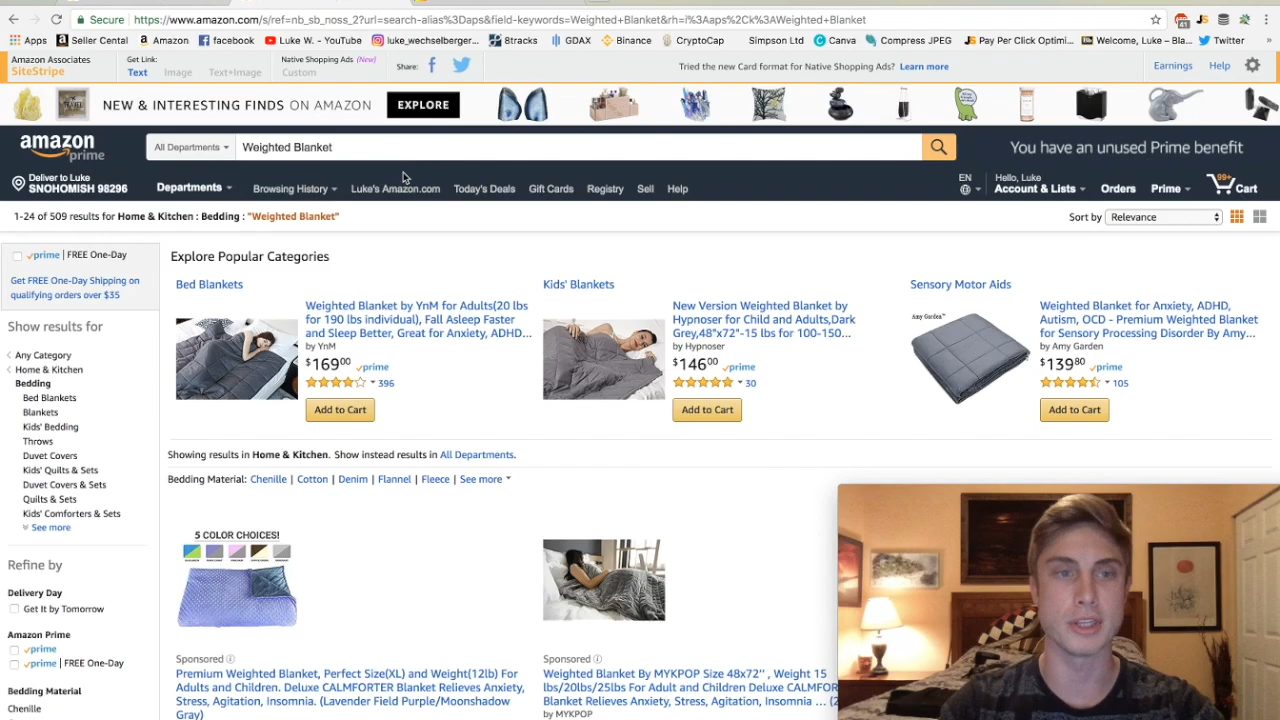 Secure https://www.amazon.com/s/ref=nb_sb_noss_2?url=search-alias%3Daps&field-keywords=Weighted+Blanket&rh=i%3Aaps%2Ck%3AWeighted+Blanket
Apps Seller Cental Amazon facebook Luke W. - YouTube luke_wechselberger... 8tracks GDAX Binance CryptoCap Simpson Ltd Canva Compress JPEG Pay Per Click Optimi... Welcome, Luke – Bla... Twitter »
Amazon Associates
SiteStripe
Get Link:
Text Image Text+Image
Native Shopping Ads (New)
Custom
Share:
Tried the new Card format for Native Shopping Ads? Learn more
Earnings Help
NEW & INTERESTING FINDS ON AMAZON EXPLORE
amazon
prime
All Departments Weighted Blanket
You have an unused Prime benefit
Deliver to Luke
SNOHOMISH 98296
Departments Browsing History Luke's Amazon.com Today's Deals Gift Cards Registry Sell Help
EN
Hello, Luke
Account & Lists Orders Prime
99+
Cart
1-24 of 509 results for Home & Kitchen : Bedding : "Weighted Blanket"
Sort by Relevance
prime | FREE One-Day
Get FREE One-Day Shipping on
qualifying orders over $35
Show results for
Any Category
Home & Kitchen
Bedding
Bed Blankets
Blankets
Kids' Bedding
Throws
Duvet Covers
Kids' Quilts & Sets
Duvet Covers & Sets
Quilts & Sets
Kids' Comforters & Sets
See more
Refine by
Delivery Day
Get It by Tomorrow
Amazon Prime
prime
prime | FREE One-Day
Bedding Material
Chenille
Explore Popular Categories
Bed Blankets
Weighted Blanket by YnM for Adults(20 lbs
for 190 lbs individual), Fall Asleep Faster
and Sleep Better, Great for Anxiety, ADHD...
by YnM
$169 00 prime
396
Add to Cart
Kids' Blankets
New Version Weighted Blanket by
Hypnoser for Child and Adults,Dark
Grey,48"x72"-15 lbs for 100-150...
by Hypnoser
$146 00 prime
30
Add to Cart
Sensory Motor Aids
Amy Garden™
Weighted Blanket for Anxiety, ADHD,
Autism, OCD - Premium Weighted Blanket
for Sensory Processing Disorder By Amy...
by Amy Garden
$139 80 prime
105
Add to Cart
Showing results in Home & Kitchen. Show instead results in All Departments.
Bedding Material: Chenille | Cotton | Denim | Flannel | Fleece | See more
5 COLOR CHOICES!
Sponsored
Premium Weighted Blanket, Perfect Size(XL) and Weight(12lb) For
Adults and Children. Deluxe CALMFORTER Blanket Relieves Anxiety,
Stress, Agitation, Insomnia. (Lavender Field Purple/Moonshadow
Gray)
Sponsored
Weighted Blanket By MYKPOP Size 48x72'' , Weight 15
lbs/20lbs/25lbs For Adult and Children Deluxe CALMFOR
Blanket Relieves Anxiety, Stress, Agitation, Insomnia ... (2
by MYKPOP